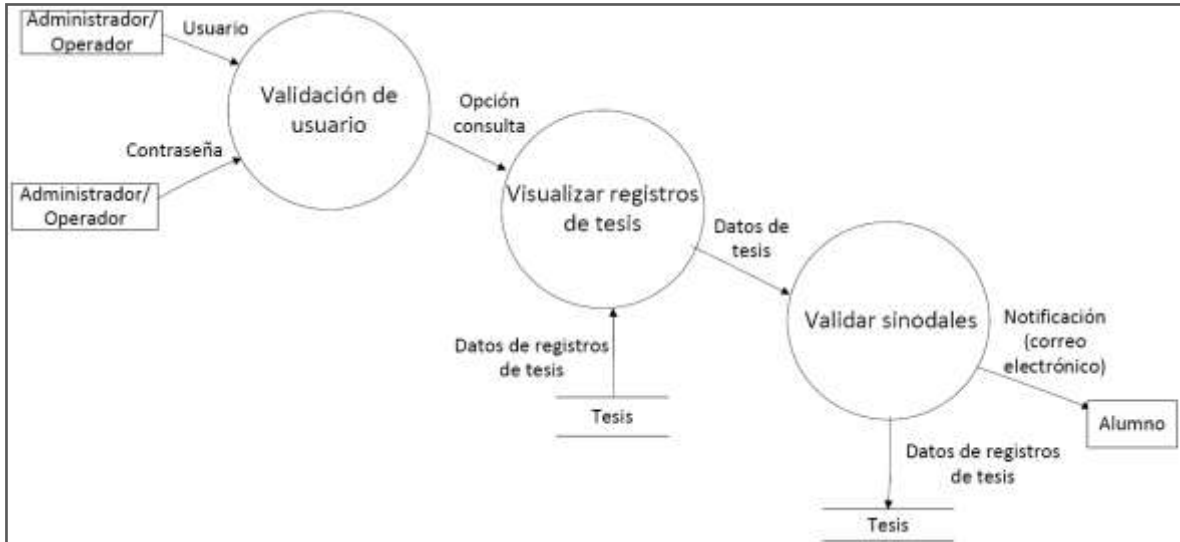 Administrador/
Operador
Usuario
Validación de
usuario
Contraseña
Administrador/
Operador
Opción
consulta
Visualizar registros
de tesis
Datos de
tesis
Datos de registros
de tesis
Tesis
Validar sinodales
Notificación
(correo
electrónico)
Alumno
Datos de registros
de tesis
Tesis